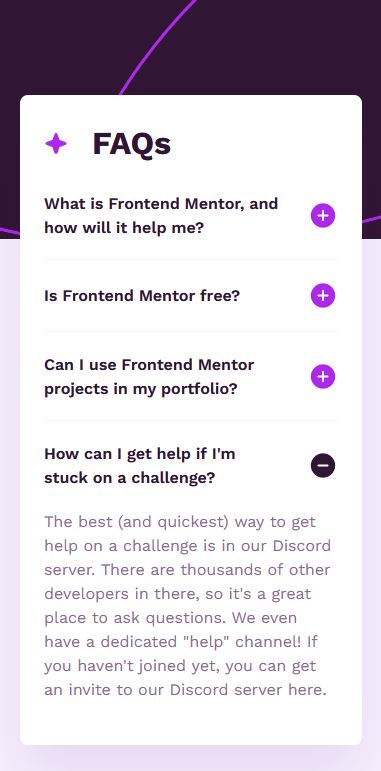 FAQs
What is Frontend Mentor, and
how will it help me?
Is Frontend Mentor free?
Can I use Frontend Mentor
projects in my portfolio?
How can I get help if I'm
stuck on a challenge?
The best (and quickest) way to get
help on a challenge is in our Discord
server. There are thousands of other
developers in there, so it's a great
place to ask questions. We even
have a dedicated "help" channel! If
you haven't joined yet, you can get
an invite to our Discord server here.